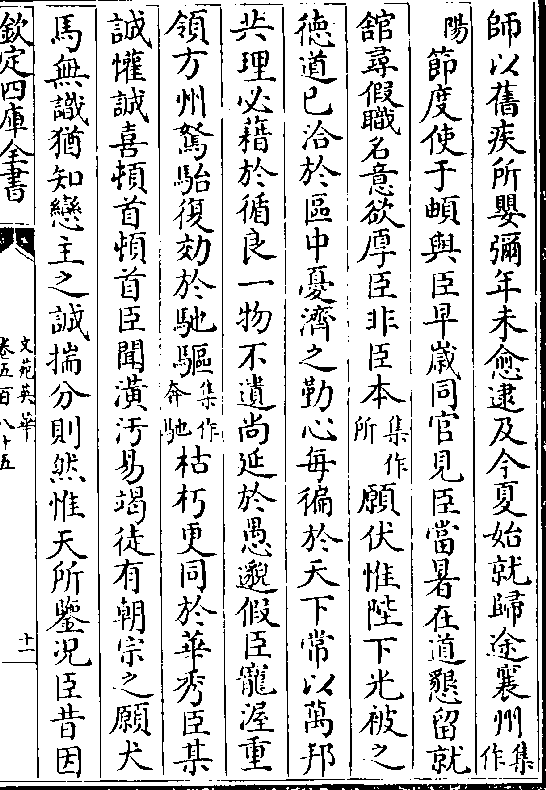 師以舊疾所嬰彌年未愈逮及今夏始就歸途襄州集作
陽節度使于頔與臣早歲同官見臣當暑在道懇留就
舘尋假職名意欲厚臣非臣本集作所願伏惟陛下光被之
徳道已洽於區中憂濟之勤心每徧於天下常以萬邦
共理必藉於循良一物不遺尚延於愚邈假臣寵渥重
領方州駑駘復効於馳驅集作奔馳枯朽更同於華秀臣某
誠懽誠喜頓首頓首臣聞潢汚易竭徒有朝宗之願犬
馬無識猶知戀主之誠揣分則然惟天所鑒況臣昔因
欽定四庫全書
文苑英華
卷五百八十五
十一